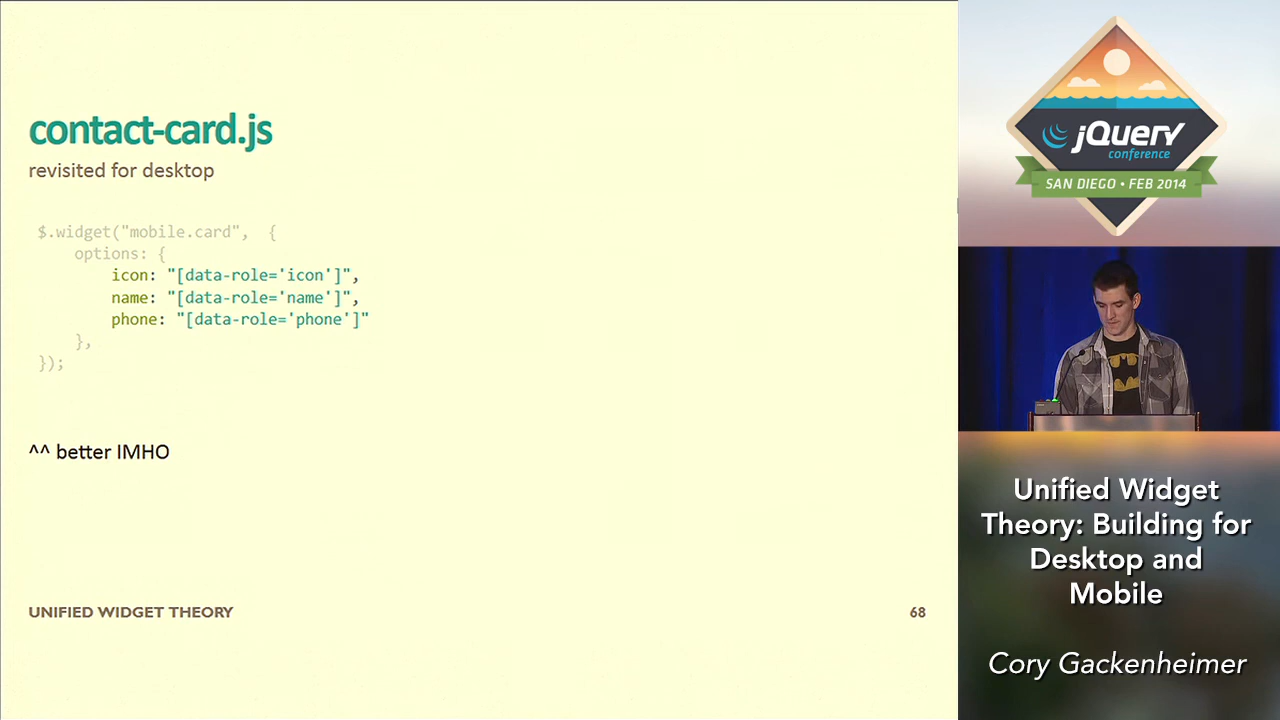 contact-card.js
revisited for desktop
$.widget("mobile.card",  {
    options: {
        icon: "[data-role='icon']",
        name: "[data-role='name']",
        phone: "[data-role='phone']"
    },
});
^^ better IMHO
UNIFIED WIDGET THEORY
68
jQuery
conference
SAN DIEGO • FEB 2014
Unified Widget
Theory: Building for
Desktop and
Mobile
Cory Gackenheimer